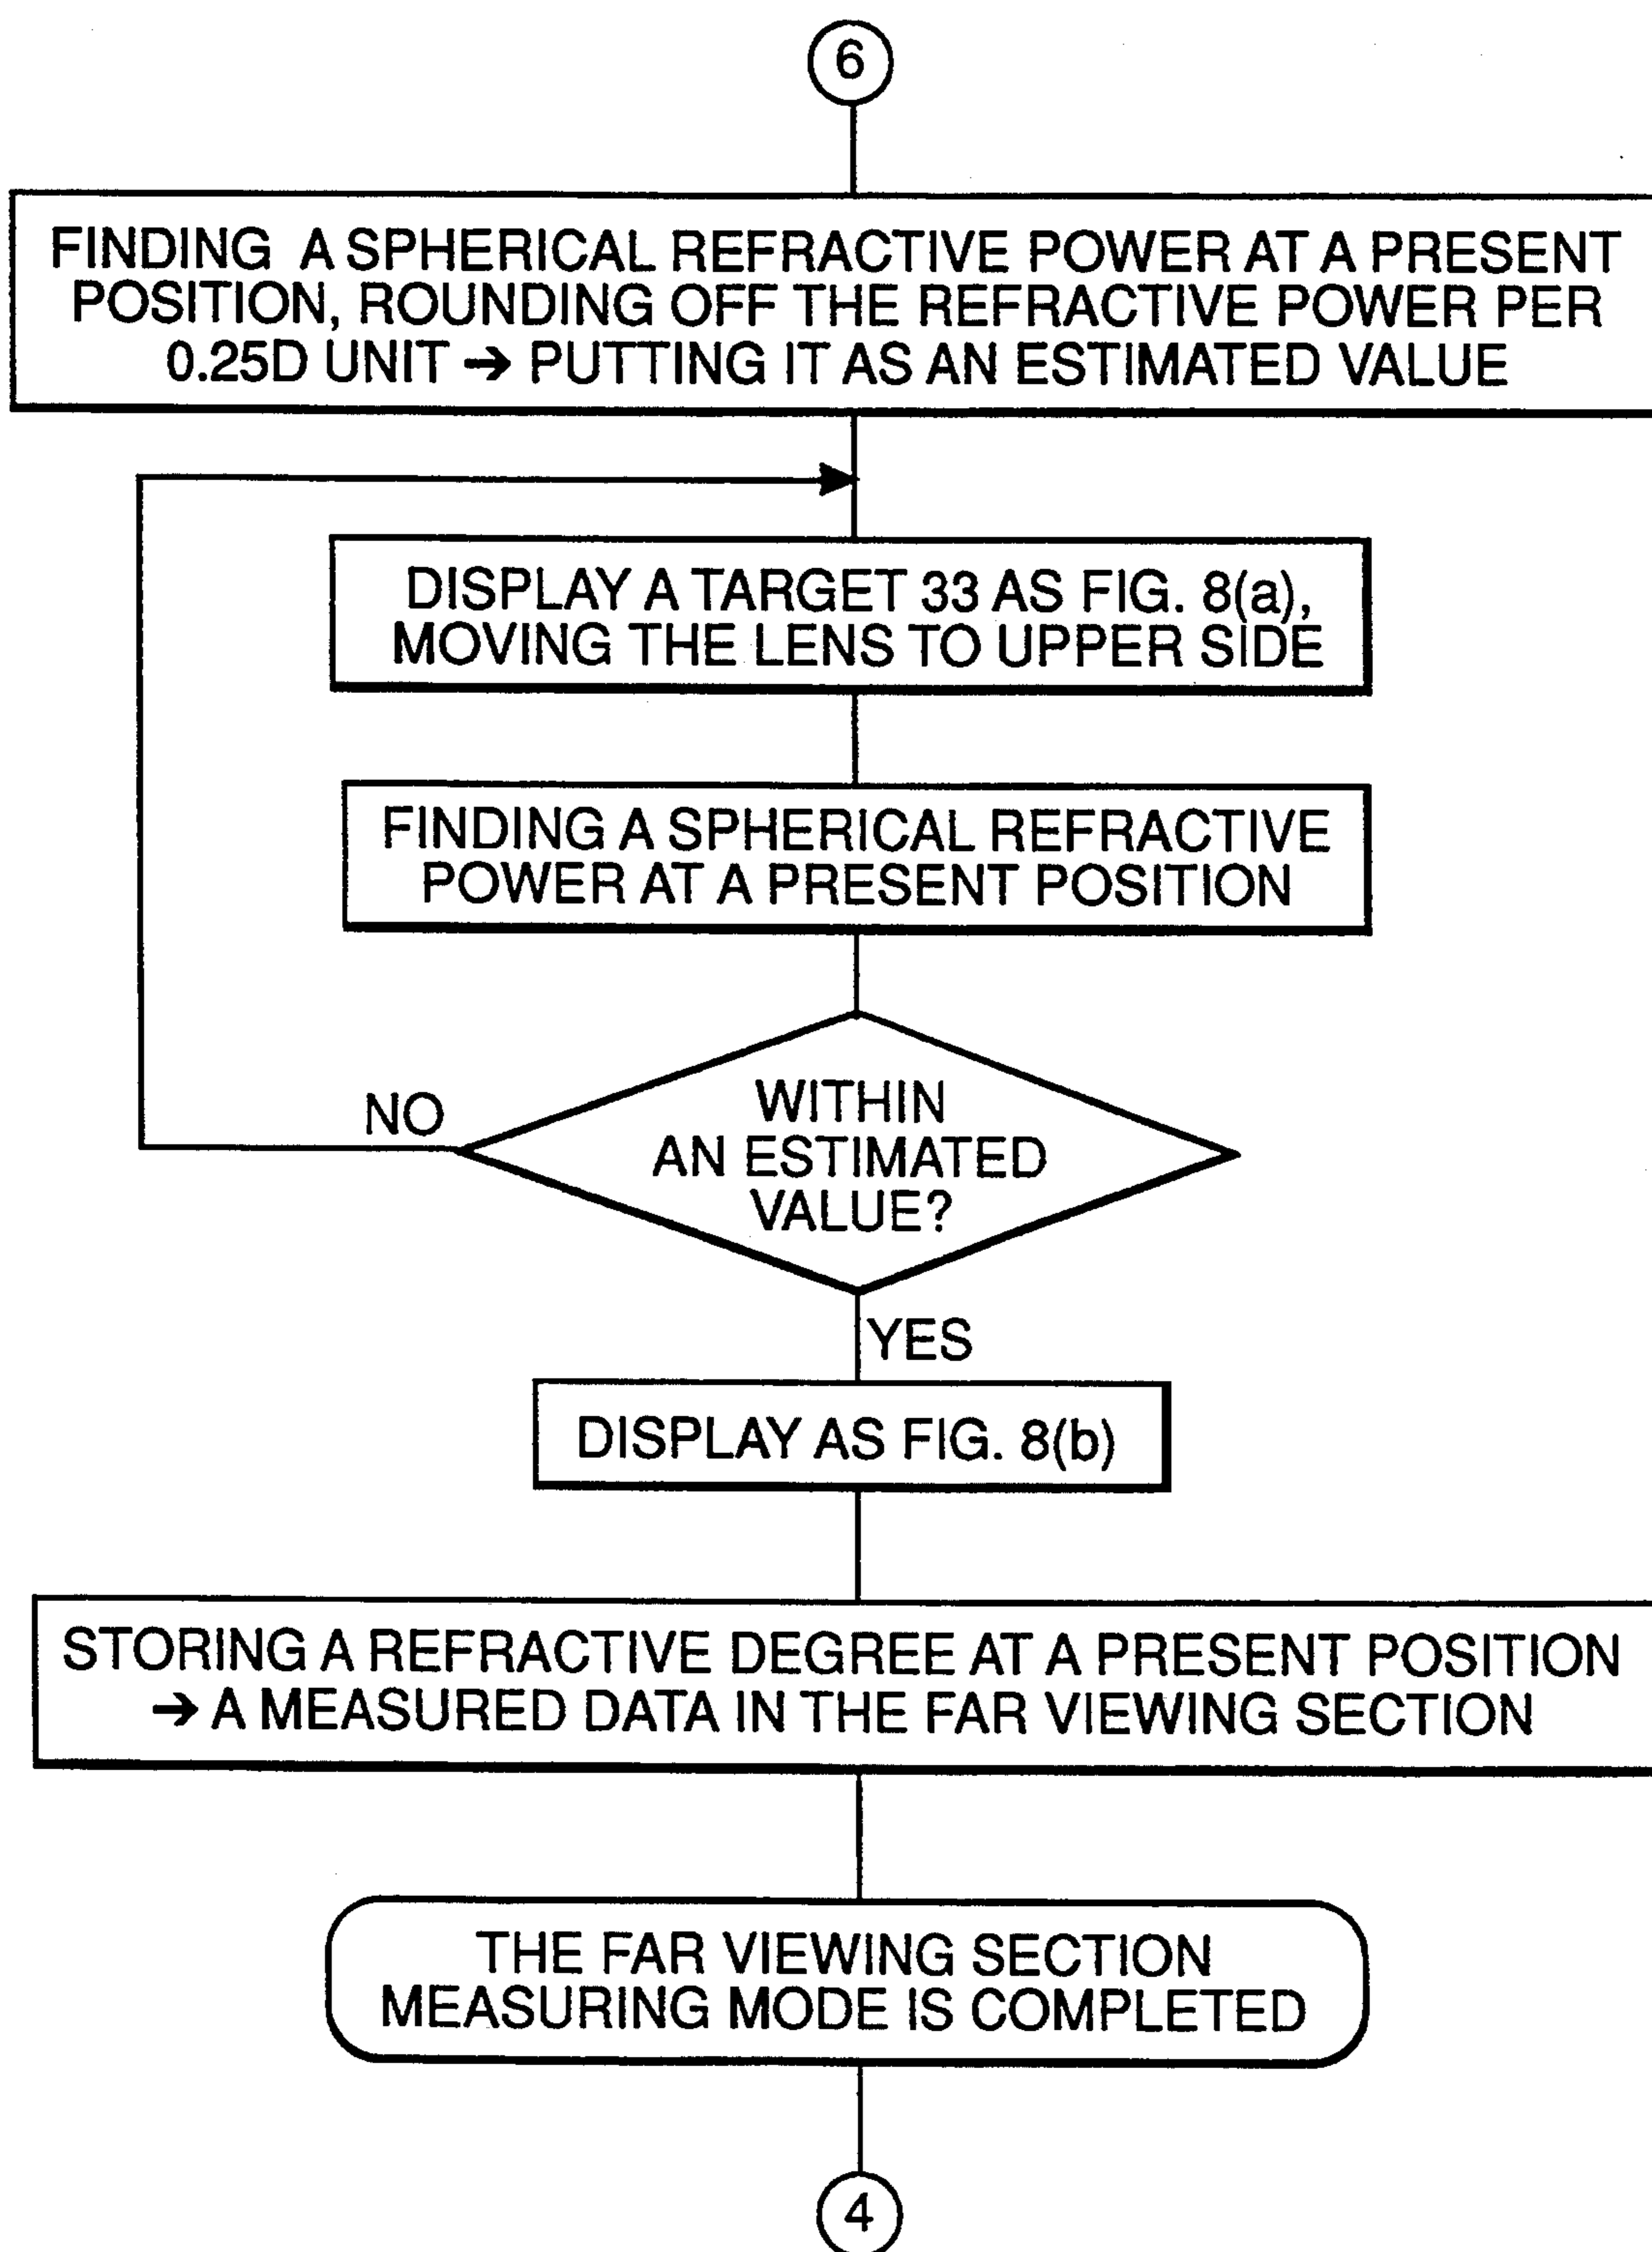 6
FINDING A SPHERICAL REFRACTIVE POWER AT A PRESENT
POSITION, ROUNDING OFF THE REFRACTIVE POWER PER
0.25D UNIT → PUTTING IT AS AN ESTIMATED VALUE
DISPLAY A TARGET 33 AS FIG. 8(a),
MOVING THE LENS TO UPPER SIDE
FINDING A SPHERICAL REFRACTIVE
POWER AT A PRESENT POSITION
NO
WITHIN
AN ESTIMATED
VALUE?
YES
DISPLAY AS FIG. 8(b)
STORING A REFRACTIVE DEGREE AT A PRESENT POSITION
→ A MEASURED DATA IN THE FAR VIEWING SECTION
THE FAR VIEWING SECTION
MEASURING MODE IS COMPLETED
4